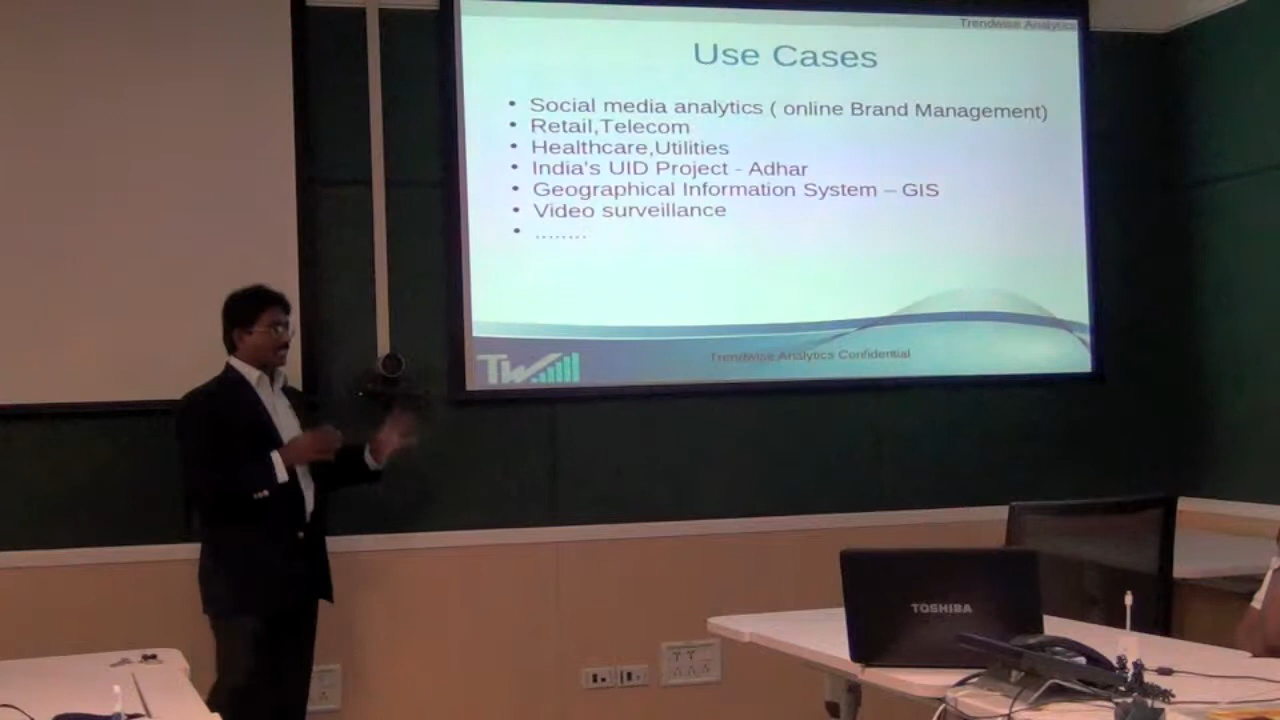 Trendwise Analytics
Use Cases
• Social media analytics ( online Brand Management)
• Retail,Telecom
• Healthcare,Utilities
• India's UID Project - Adhar
• Geographical Information System – GIS
• Video surveillance
• ........
TW
Trendwise Analytics Confidential
TOSHIBA